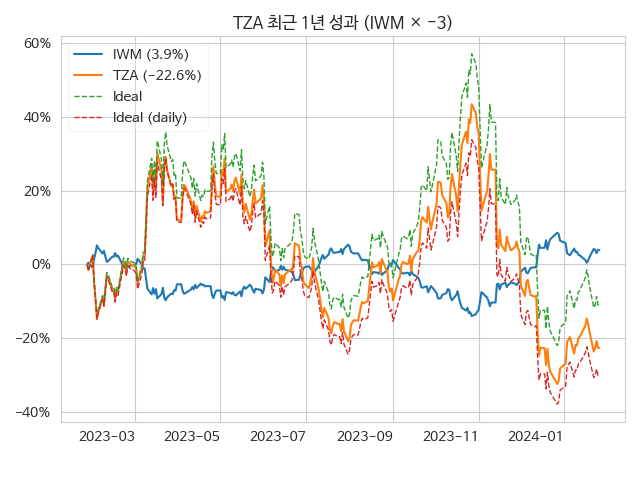 TZA 최근 1년 성과 (IWM × −3)
60%
40%
20%
0%
−20%
−40%
IWM (3.9%)
TZA (−22.6%)
Ideal
Ideal (daily)
2023−03 2023−05 2023−07 2023−09 2023−11 2024−01